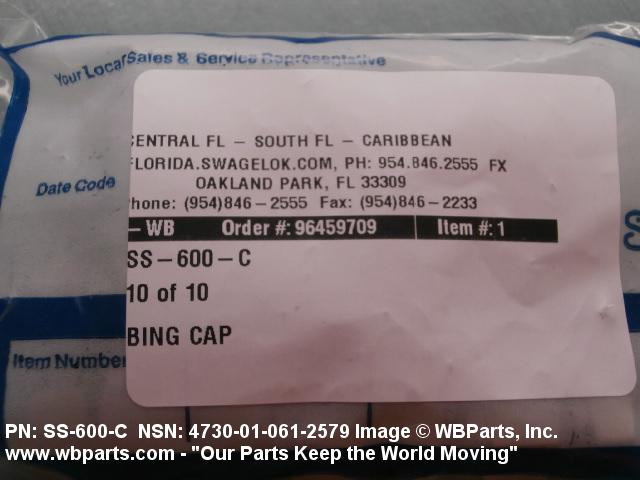 Your Local Sales & Service Representative
CENTRAL FL – SOUTH FL – CARIBBEAN
FLORIDA.SWAGELOK.COM, PH: 954.846.2555 FX
OAKLAND PARK, FL 33309
Date Code
hone: (954)846–2555 Fax: (954)846–2233
–WB Order #: 96459709 Item #: 1
SS–600–C
10 of 10
BING CAP
Item Number
PN: SS-600-C NSN: 4730-01-061-2579 Image © WBParts, Inc.
www.wbparts.com - "Our Parts Keep the World Moving"